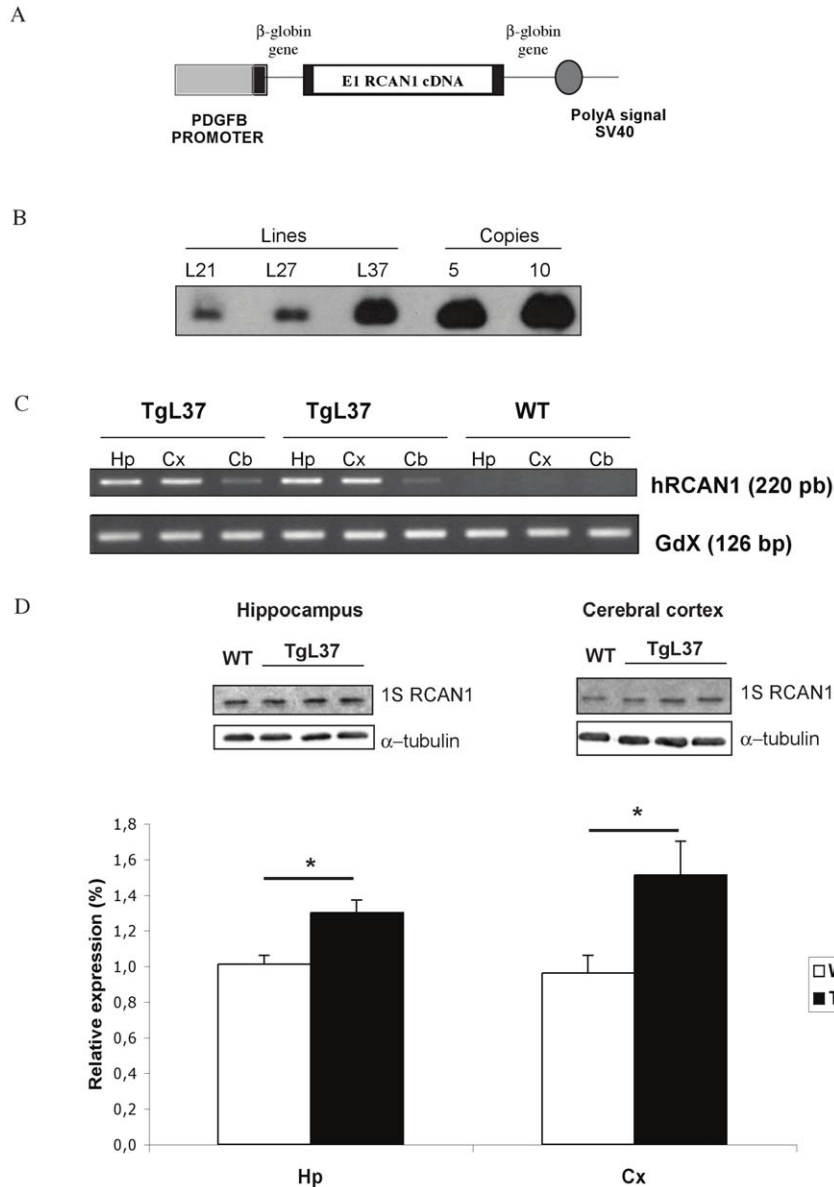 A
β-globin gene
β-globin gene
E1 RCAN1 cDNA
PDGFB PROMOTER
PolyA signal SV40
B
Lines
Copies
L21 L27 L37 5 10
C
TgL37 TgL37 WT
Hp Cx Cb Hp Cx Cb Hp Cx Cb
hRCAN1 (220 pb)
GdX (126 bp)
D
Hippocampus
WT TgL37
1S RCAN1
α–tubulin
Cerebral cortex
WT TgL37
1S RCAN1
α–tubulin
Relative expression (%)
1,8
1,6
1,4
1,2
1,0
0,8
0,6
0,4
0,2
0,0
*
*
Hp Cx